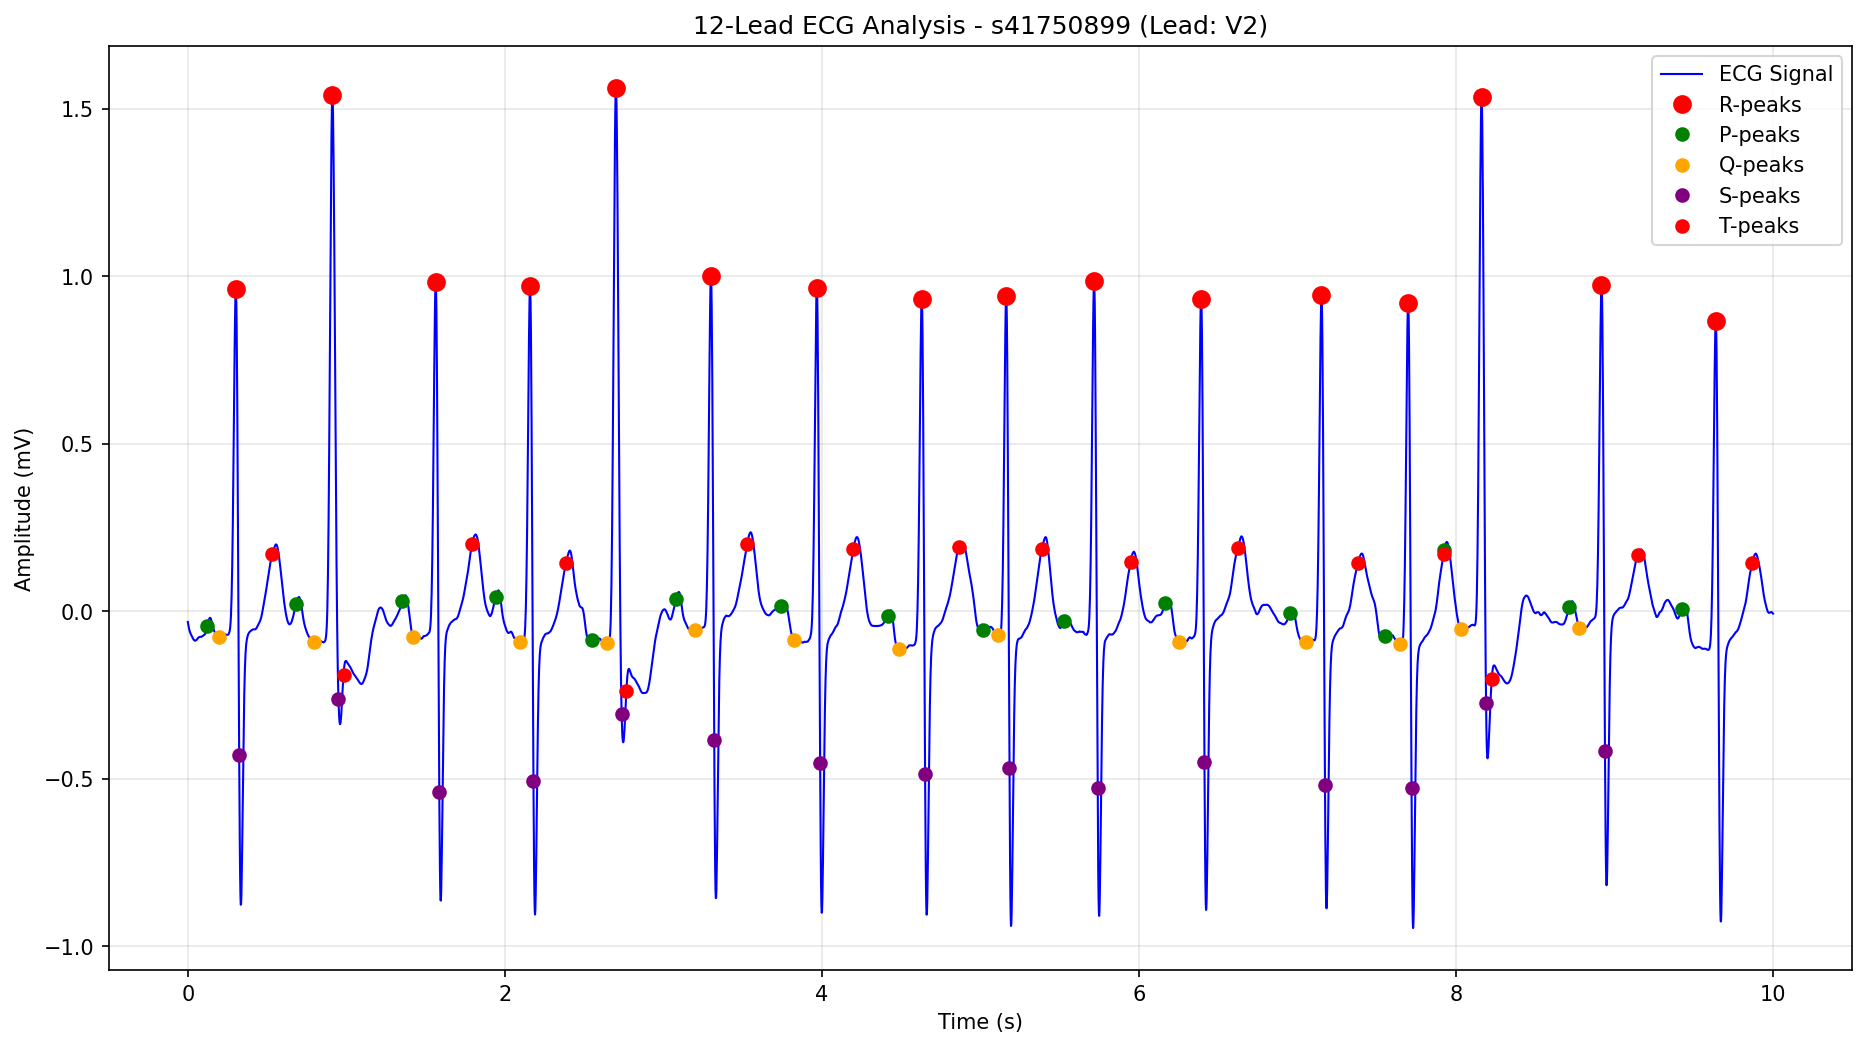 12-Lead ECG Analysis - s41750899 (Lead: V2)
ECG Signal
R-peaks
P-peaks
Q-peaks
S-peaks
T-peaks
1.5
1.0
0.5
0.0
−0.5
−1.0
Amplitude (mV)
0 2 4 6 8 10
Time (s)